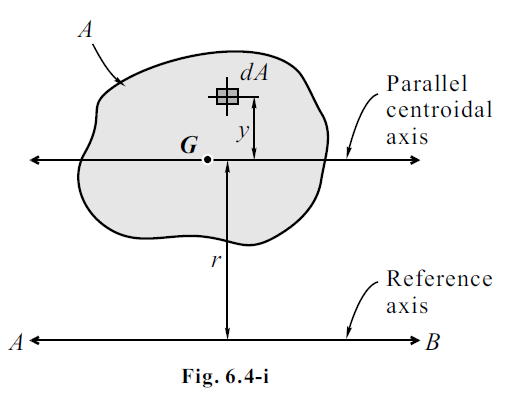 A
dA
Parallel
centroidal
axis
y
G
r
Reference
axis
A
B
Fig. 6.4-i